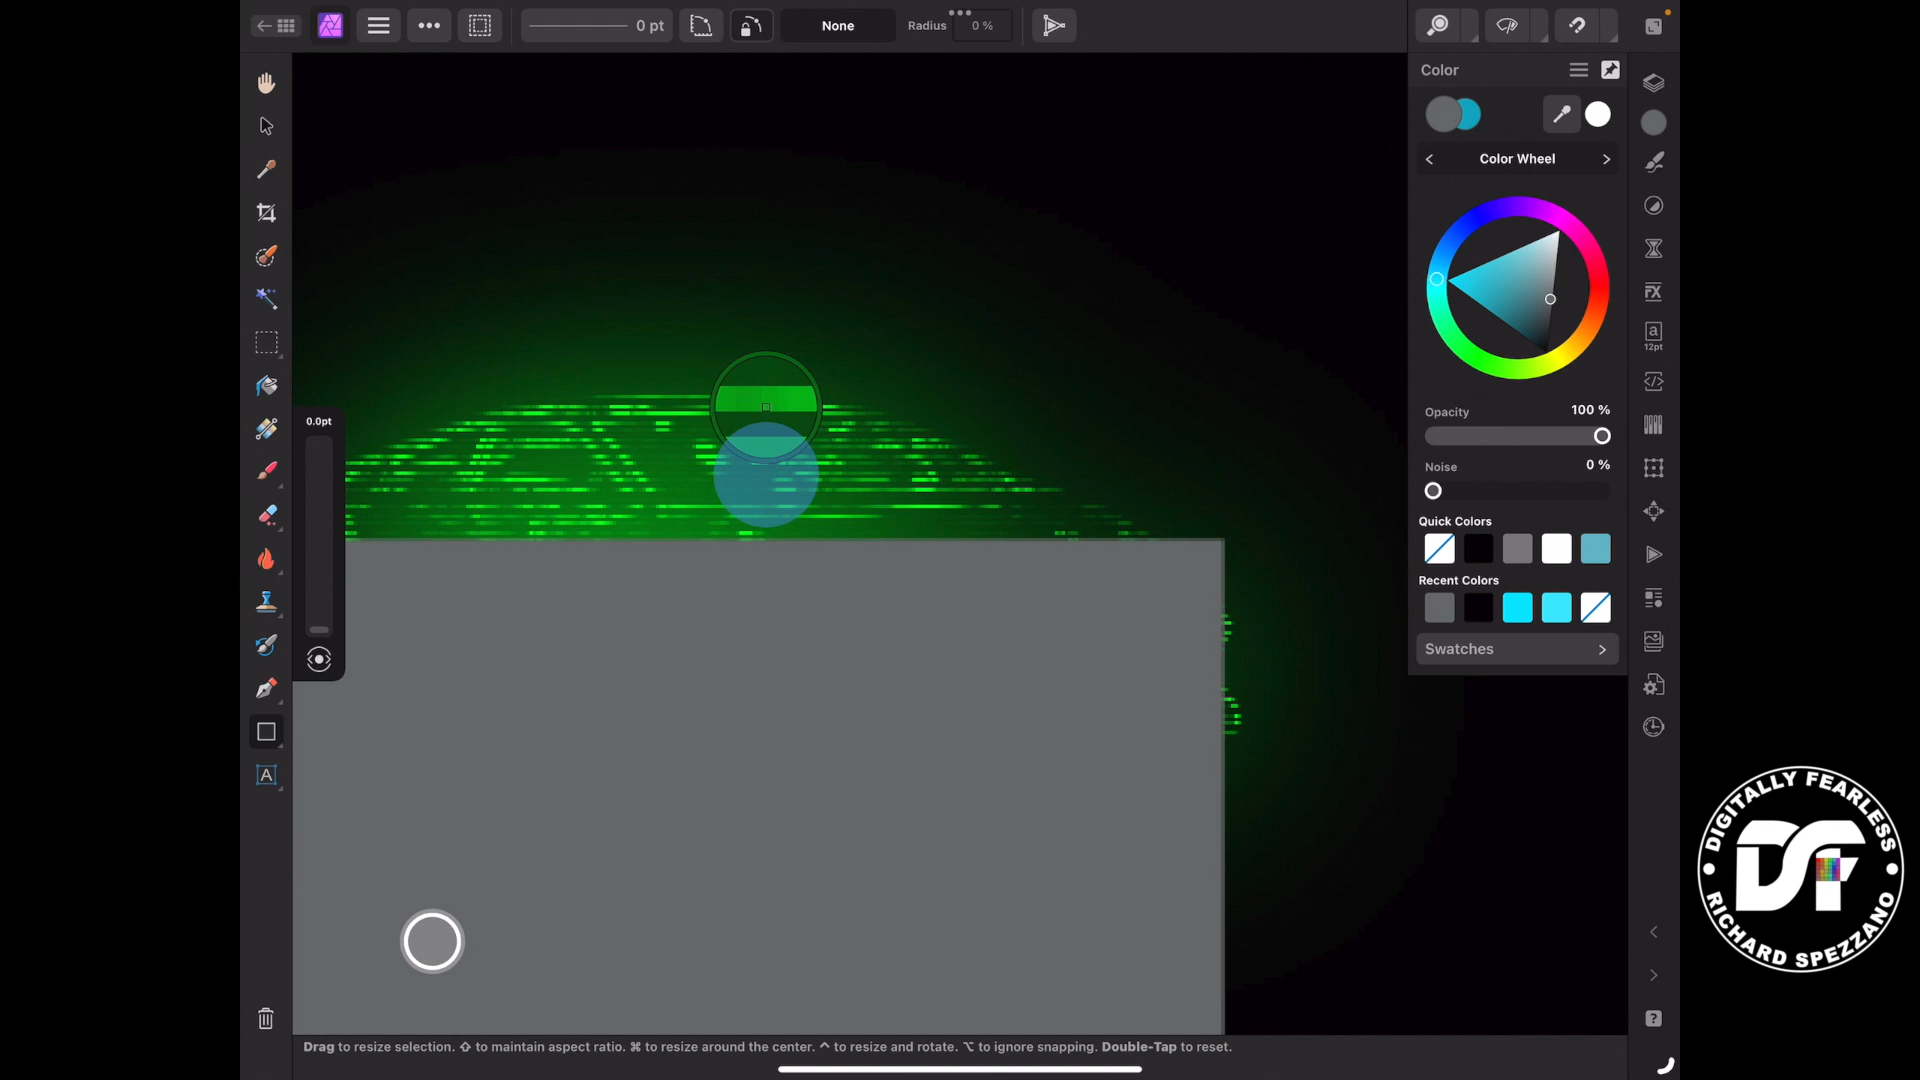 0 pt
None
Radius
0 %
Color
Color Wheel
0.0pt
Opacity
100 %
Noise
0 %
Quick Colors
Recent Colors
Swatches
FX
a
12pt
A
?
Drag to resize selection. ⇧ to maintain aspect ratio. ⌘ to resize around the center. ^ to resize and rotate. ⌥ to ignore snapping. Double-Tap to reset.
DIGITALLY FEARLESS
DF
RICHARD SPEZZANO